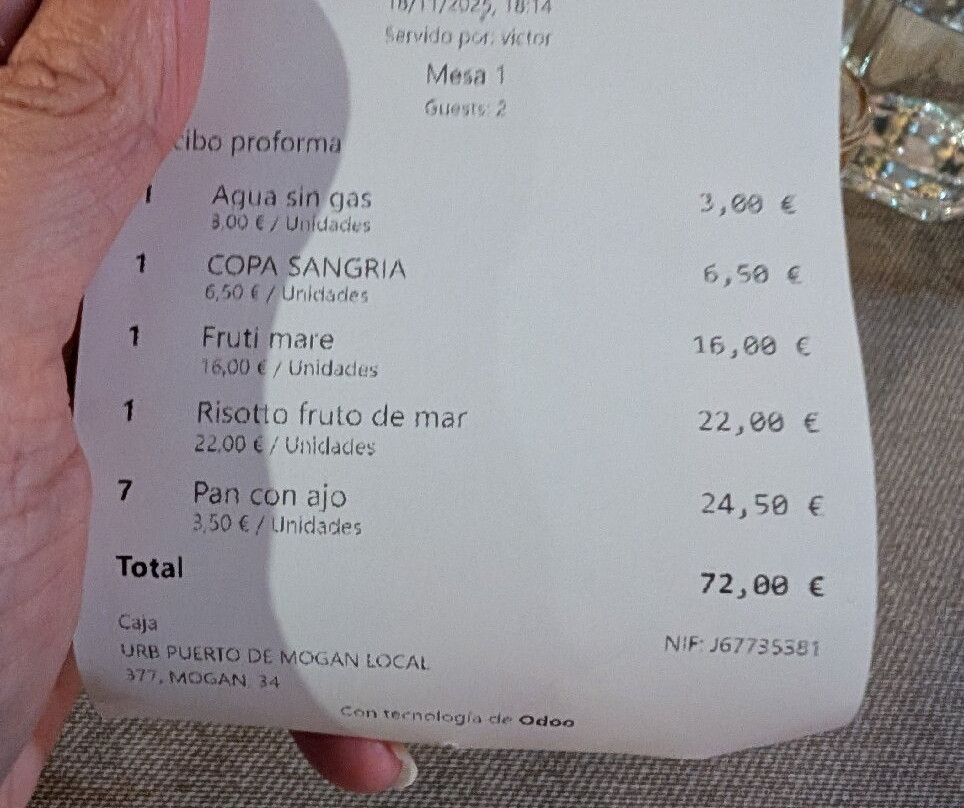 18/11/2025, 18:14
Servido por: victor
Mesa 1
Guests: 2
cibo proforma
1 Agua sin gas 3,00 €
3,00 € / Unidades
1 COPA SANGRIA 6,50 €
6,50 € / Unidades
1 Fruti mare 16,00 €
16,00 € / Unidades
1 Risotto fruto de mar 22,00 €
22,00 € / Unidades
7 Pan con ajo 24,50 €
3,50 € / Unidades
Total 72,00 €
Caja
URB PUERTO DE MOGAN LOCAL
377, MOGAN, 34
NIF: J67735381
Con tecnología de Odoo